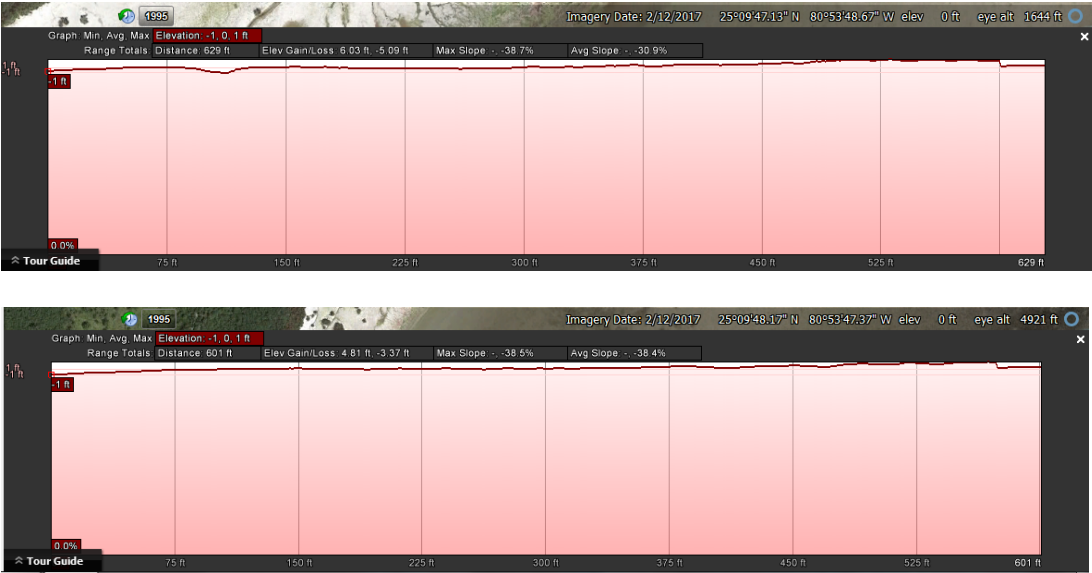 1995 Imagery Date: 2/12/2017 25°09'47.13" N 80°53'48.67" W elev 0 ft eye alt 1644 ft
Graph: Min, Avg, Max Elevation: -1, 0, 1 ft
Range Totals: Distance: 629 ft Elev Gain/Loss: 6.03 ft, -5.09 ft Max Slope: -, -38.7% Avg Slope: -, -30.9%
1 ft
-1 ft
-1 ft
0.0%
Tour Guide 75 ft 150 ft 225 ft 300 ft 375 ft 450 ft 525 ft 629 ft
1995 Imagery Date: 2/12/2017 25°09'48.17" N 80°53'47.37" W elev 0 ft eye alt 4921 ft
Graph: Min, Avg, Max Elevation: -1, 0, 1 ft
Range Totals: Distance: 601 ft Elev Gain/Loss: 4.81 ft, -3.37 ft Max Slope: -, -38.5% Avg Slope: -, -38.4%
1 ft
-1 ft
-1 ft
0.0%
Tour Guide 75 ft 150 ft 225 ft 300 ft 375 ft 450 ft 525 ft 601 ft